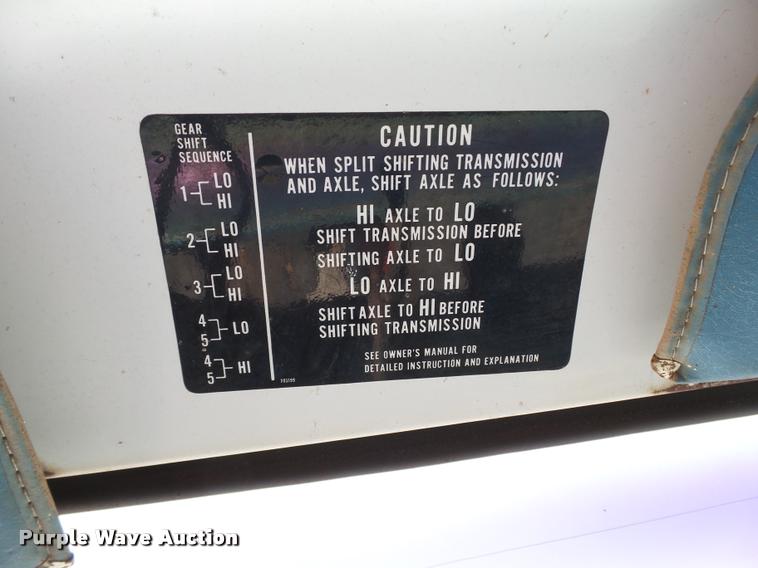 GEAR
SHIFT
SEQUENCE
1 LO
HI
2 LO
HI
3 LO
HI
4
5 LO
4
5 HI
CAUTION
WHEN SPLIT SHIFTING TRANSMISSION
AND AXLE, SHIFT AXLE AS FOLLOWS:
HI AXLE TO LO
SHIFT TRANSMISSION BEFORE
SHIFTING AXLE TO LO
LO AXLE TO HI
SHIFT AXLE TO HI BEFORE
SHIFTING TRANSMISSION
SEE OWNER'S MANUAL FOR
DETAILED INSTRUCTION AND EXPLANATION
Purple Wave Auction